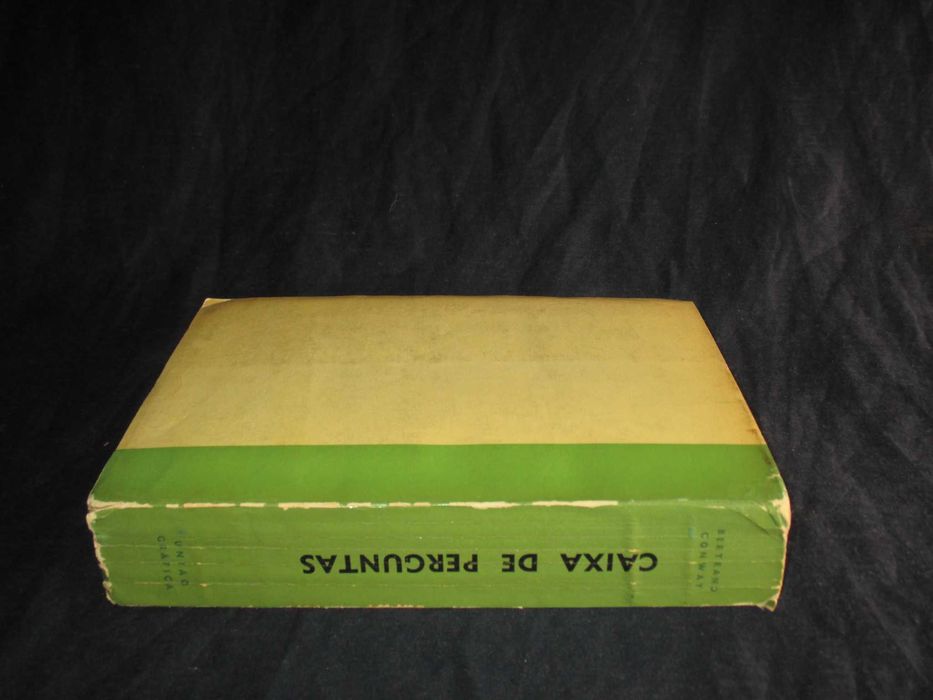 BERTRAND
CONWAY
CAIXA DE PERGUNTAS
UNIÃO
GRÁFICA